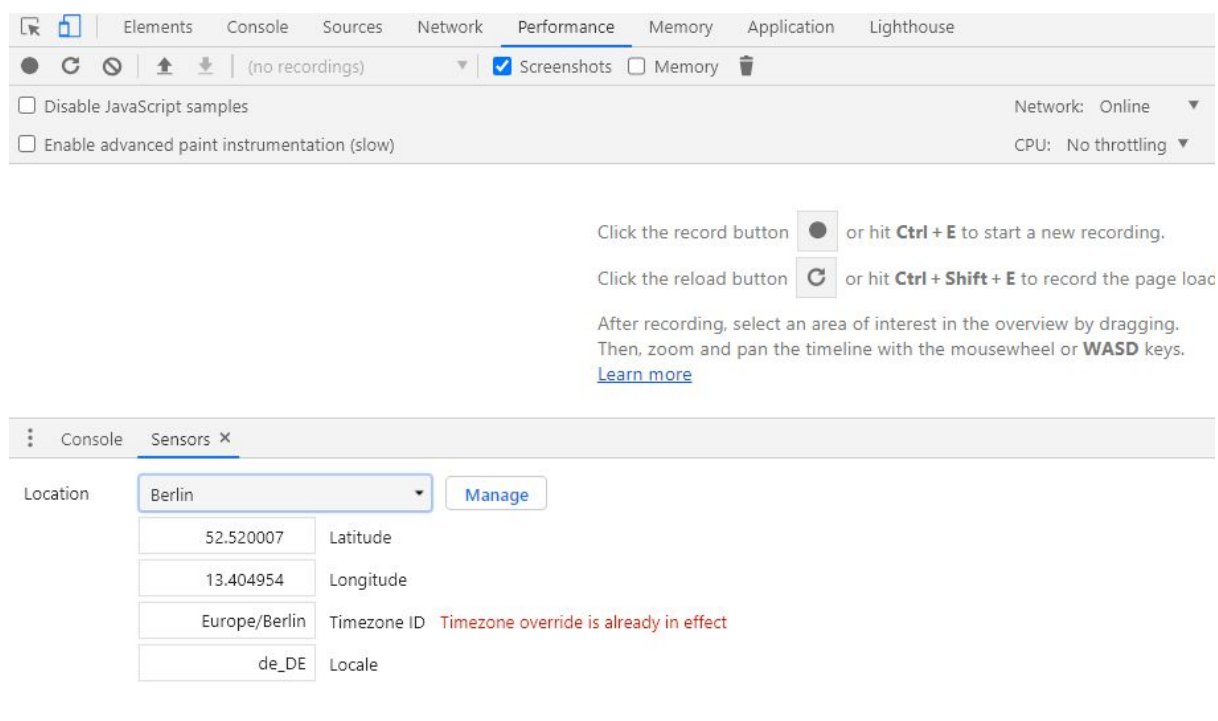 Elements Console Sources Network Performance Memory Application Lighthouse
(no recordings) Screenshots Memory
Disable JavaScript samples Network: Online
Enable advanced paint instrumentation (slow) CPU: No throttling
Click the record button or hit Ctrl + E to start a new recording.
Click the reload button or hit Ctrl + Shift + E to record the page load
After recording, select an area of interest in the overview by dragging.
Then, zoom and pan the timeline with the mousewheel or WASD keys.
Learn more
Console Sensors ×
Location Berlin Manage
52.520007 Latitude
13.404954 Longitude
Europe/Berlin Timezone ID Timezone override is already in effect
de_DE Locale